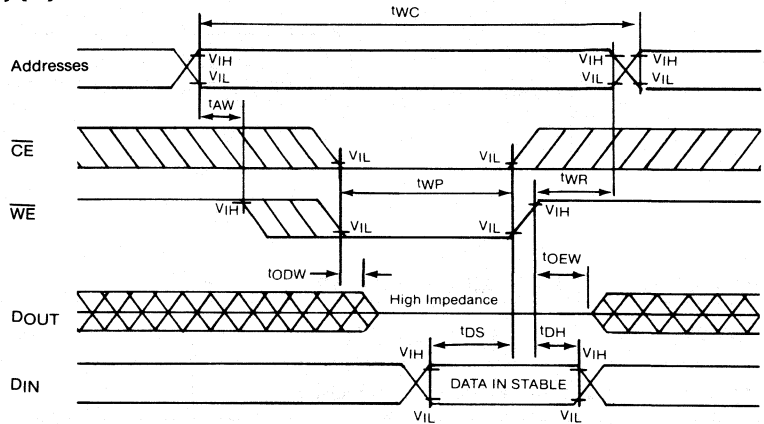 tWC
Addresses
VIH VIH VIH
VIL VIL VIL
tAW
CE
VIL VIL
tWP tWR
WE
VIH VIH
VIL VIL
tODW tOEW
DOUT
High Impedance
tDS tDH
VIH VIH
DIN
DATA IN STABLE
VIL VIL